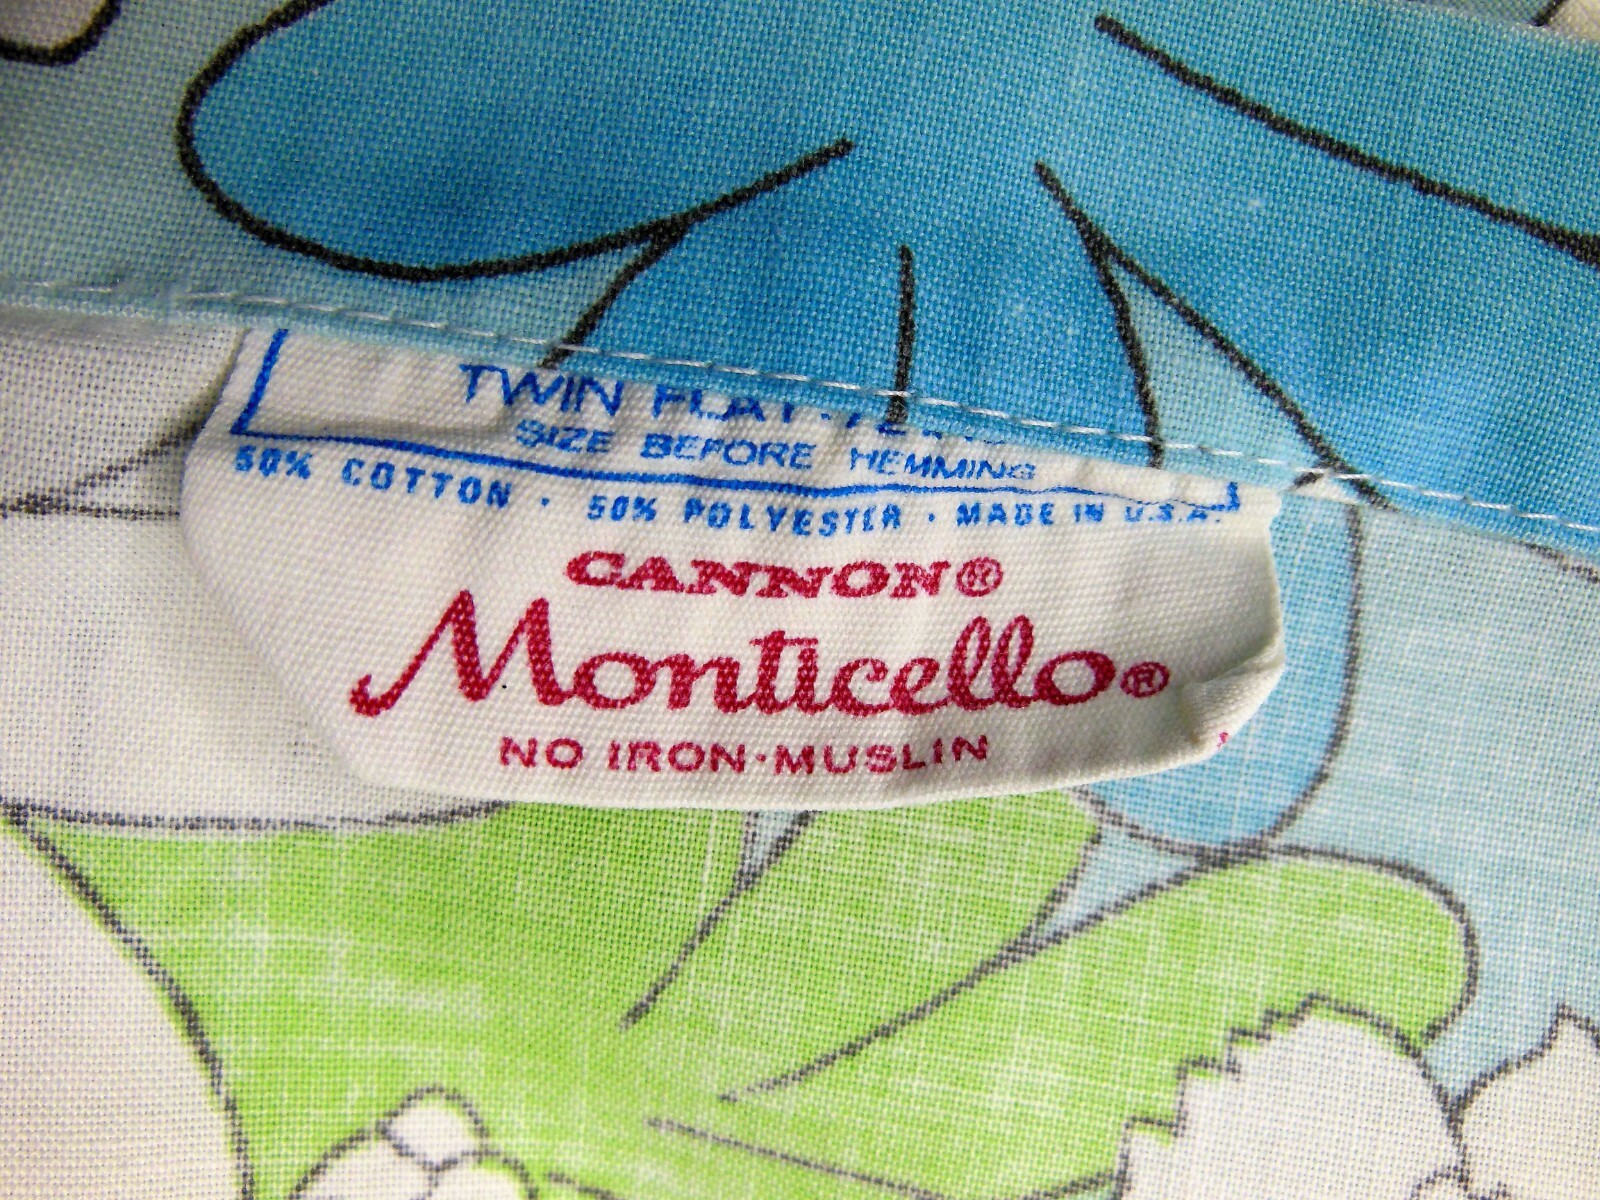 TWIN FLAT
SIZE BEFORE HEMMING
50% COTTON · 50% POLYESTER · MADE IN U.S.A.
CANNON®
Monticello®
NO IRON·MUSLIN